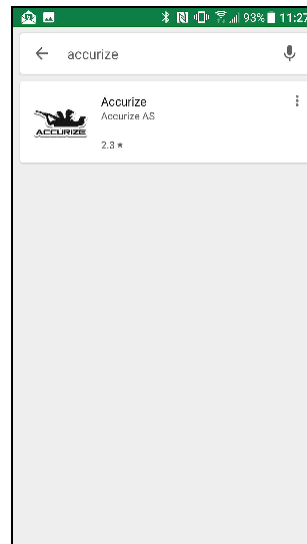 93% 11:27
accurize
Accurize
Accurize AS
ACCURIZE
2.3 ★